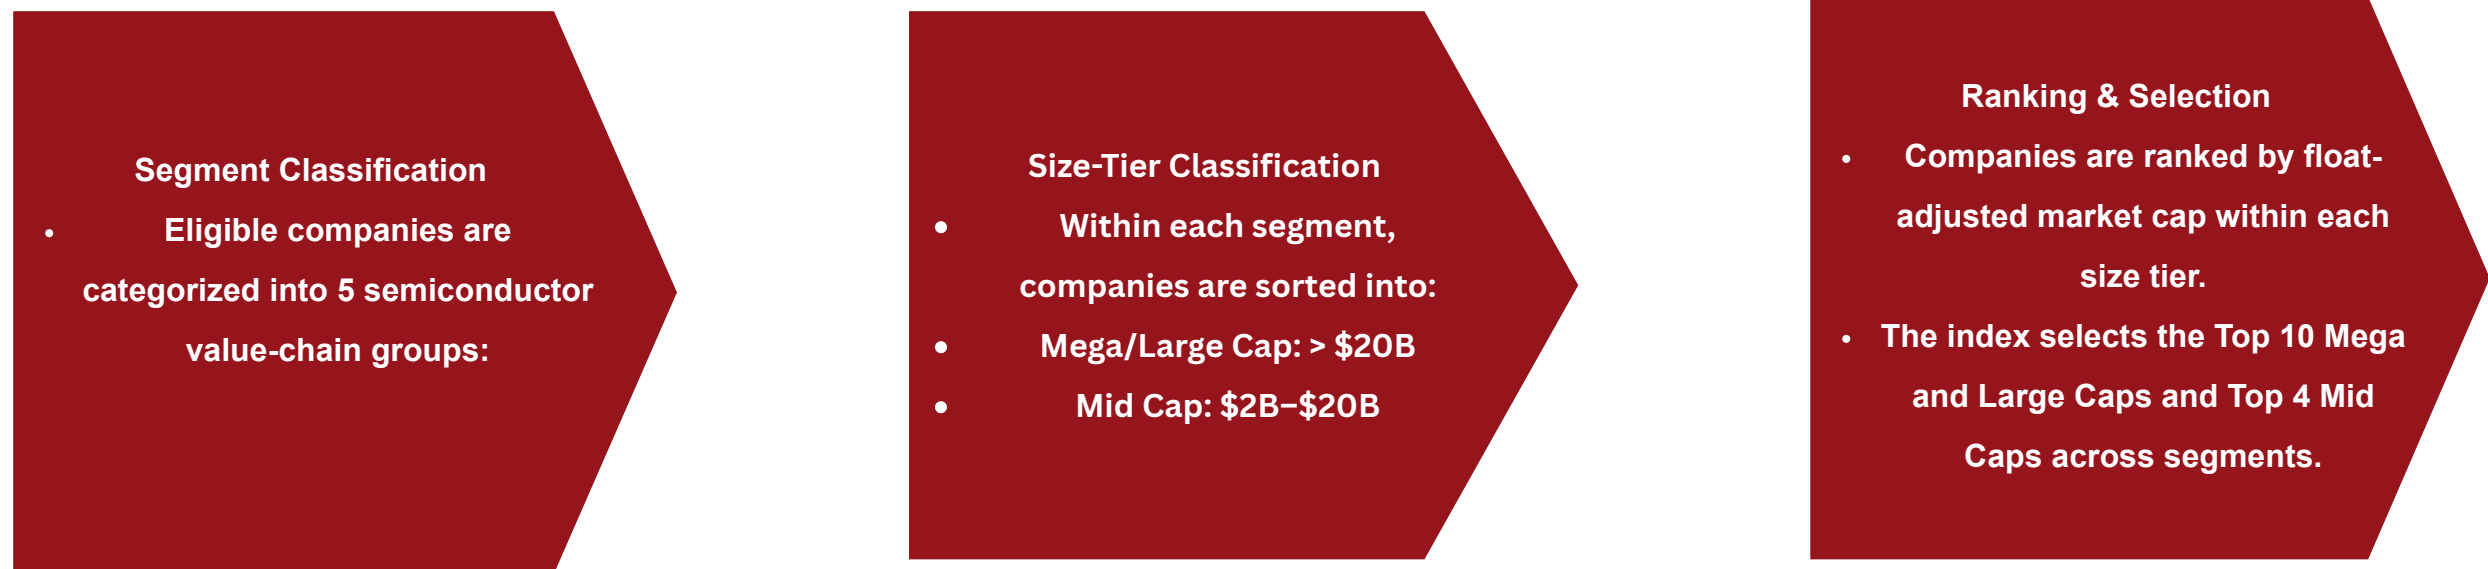 Segment Classification
• Eligible companies are
categorized into 5 semiconductor
value-chain groups:
Size-Tier Classification
• Within each segment,
companies are sorted into:
• Mega/Large Cap: > $20B
• Mid Cap: $2B–$20B
Ranking & Selection
• Companies are ranked by float-
adjusted market cap within each
size tier.
• The index selects the Top 10 Mega
and Large Caps and Top 4 Mid
Caps across segments.